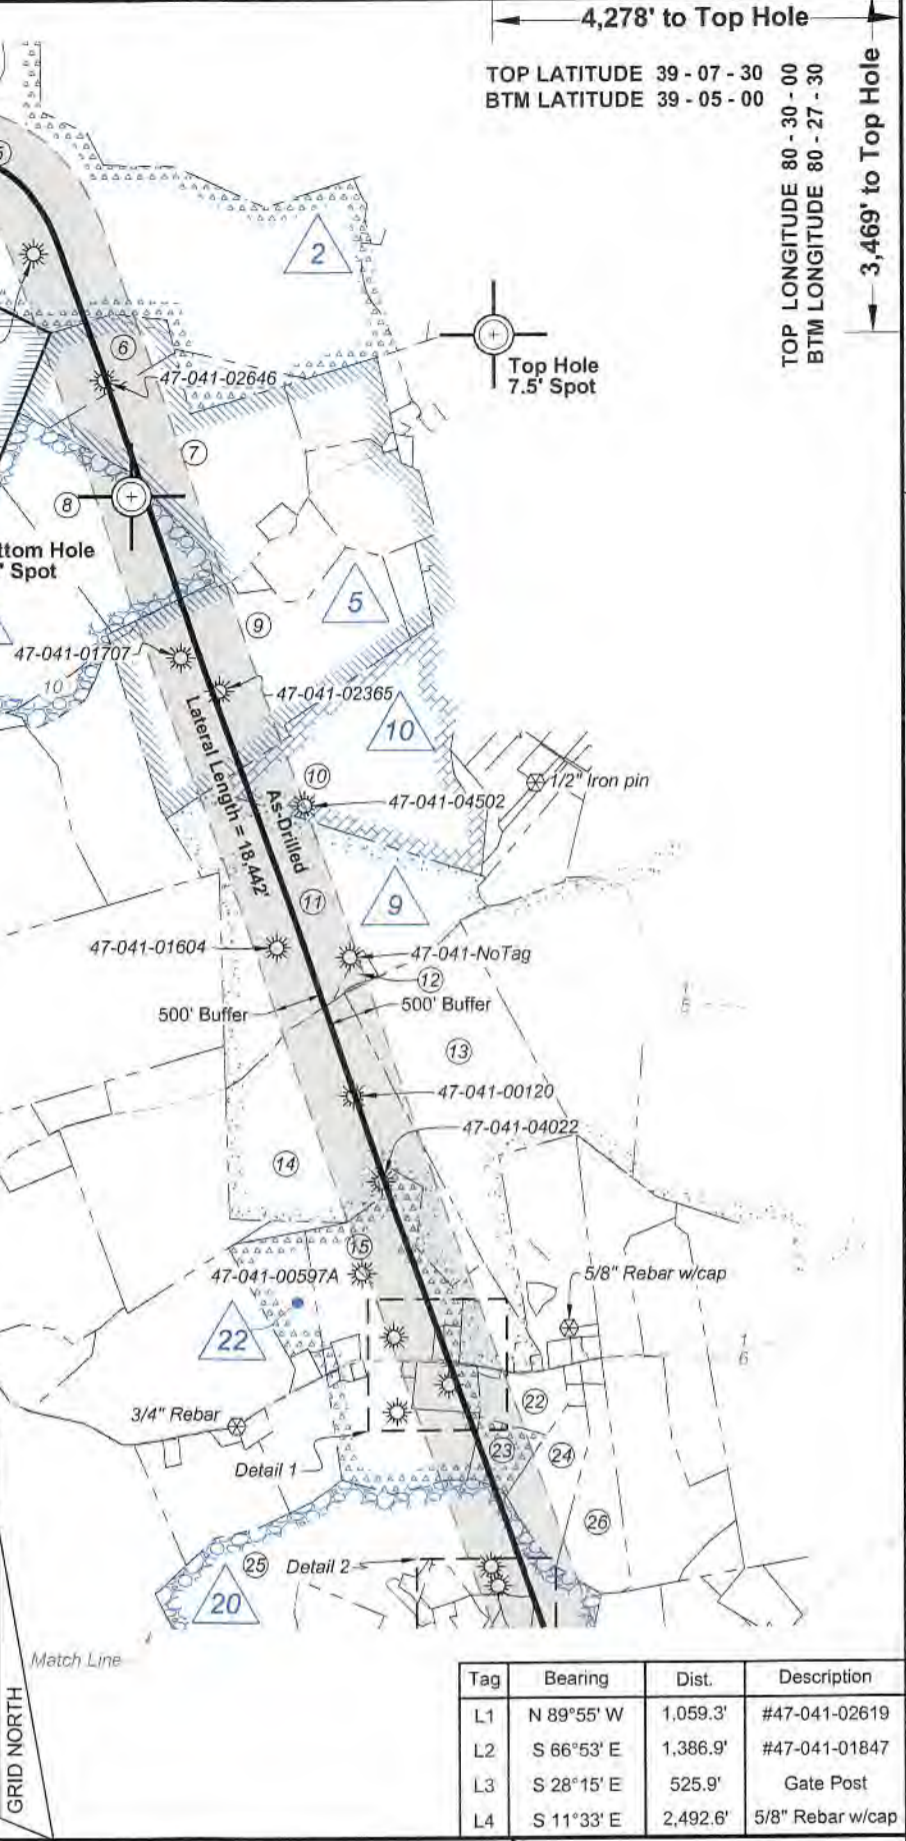 4,278' to Top Hole
TOP LATITUDE 39 - 07 - 30
BTM LATITUDE 39 - 05 - 00
TOP LONGITUDE 80 - 30 - 00
BTM LONGITUDE 80 - 27 - 30
3,469' to Top Hole
2
6
47-041-02646
Top Hole
7.5' Spot
7
8
ttom Hole
' Spot
5
9
47-041-01707
10
47-041-02365
10
Lateral Length = 18,442'
As-Drilled
10
47-041-04502
1/2" Iron pin
11
9
47-041-01604
47-041-NoTag
12
500' Buffer
500' Buffer
13
1
5
47-041-00120
47-041-04022
14
15
47-041-00597A
5/8" Rebar w/cap
22
1
6
22
3/4" Rebar
23
24
Detail 1
26
25
Detail 2
20
Match Line
GRID NORTH
Tag Bearing Dist. Description
L1 N 89°55' W 1,059.3' #47-041-02619
L2 S 66°53' E 1,386.9' #47-041-01847
L3 S 28°15' E 525.9' Gate Post
L4 S 11°33' E 2,492.6' 5/8" Rebar w/cap